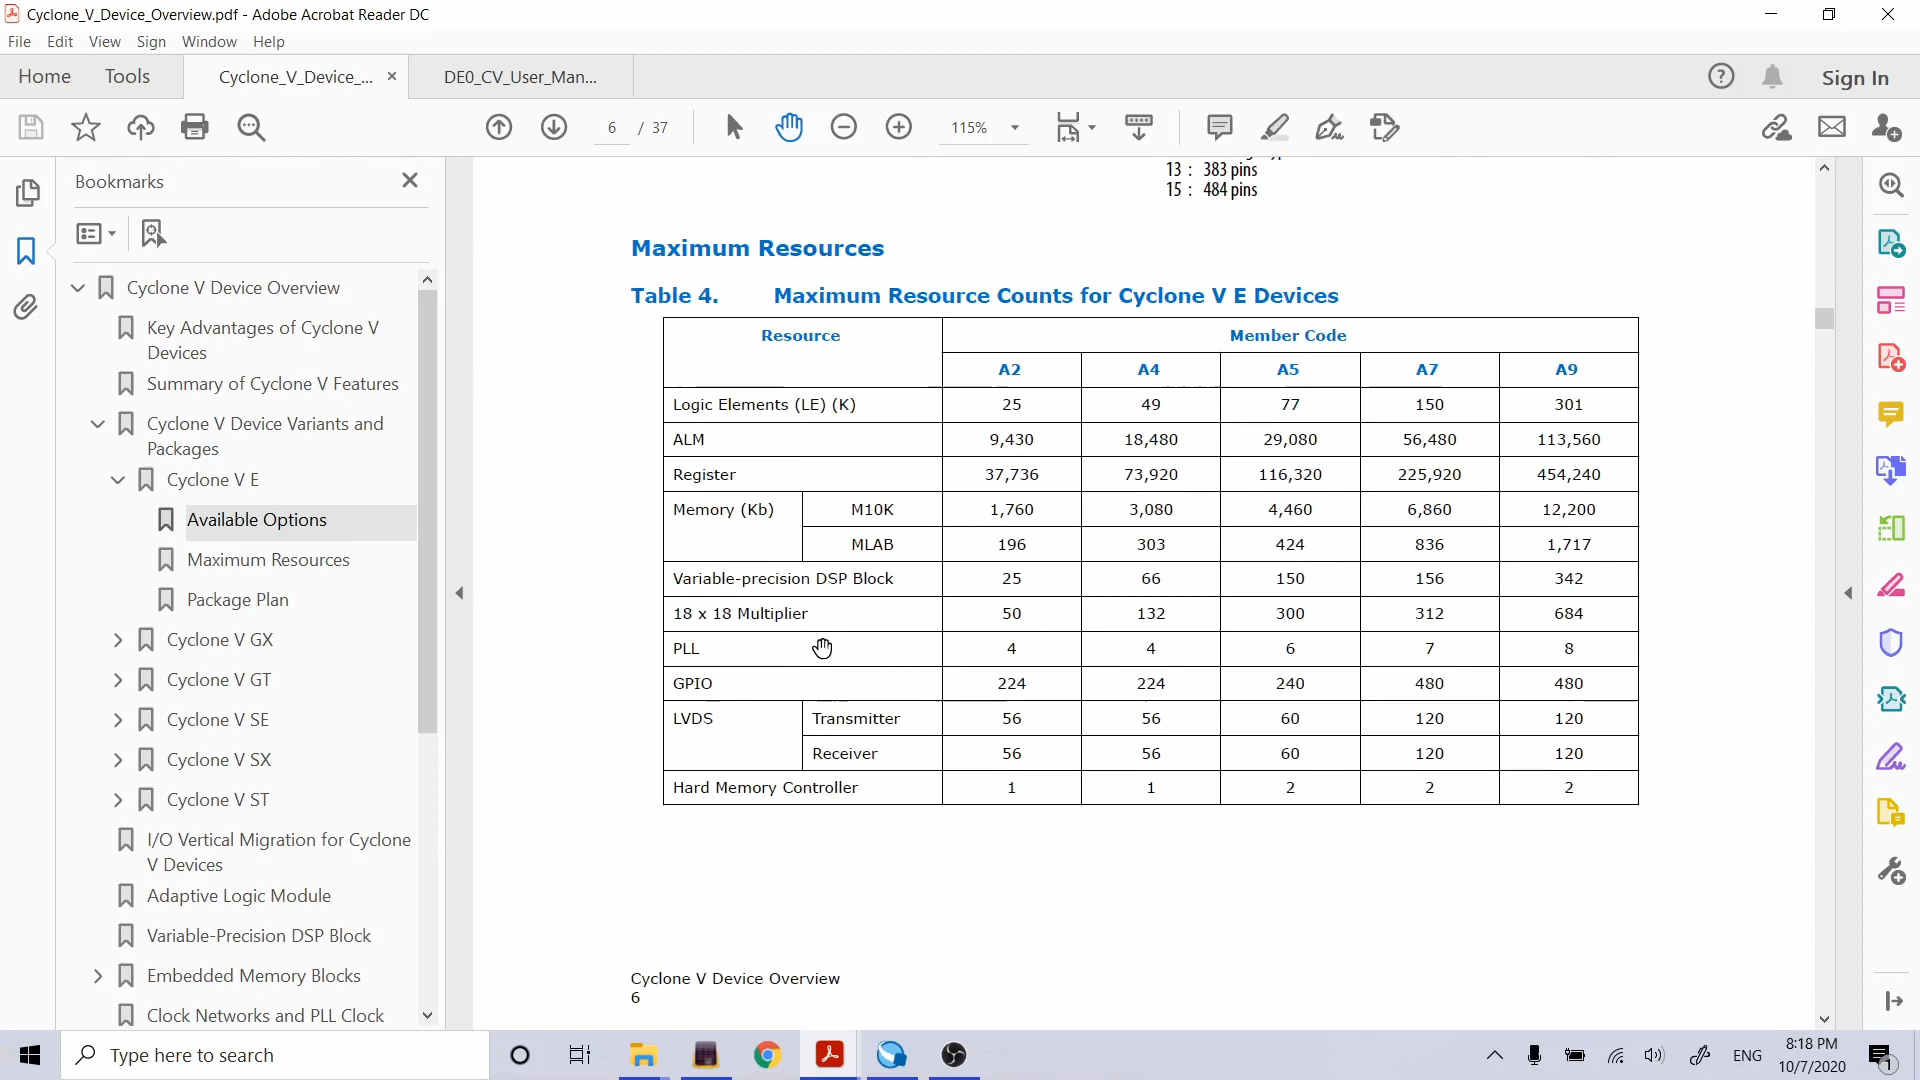 Cyclone_V_Device_Overview.pdf - Adobe Acrobat Reader DC
File Edit View Sign Window Help
Home Tools Cyclone_V_Device_... × DE0_CV_User_Man... Sign In
6 / 37 115%
Bookmarks
Cyclone V Device Overview
Key Advantages of Cyclone V
Devices
Summary of Cyclone V Features
Cyclone V Device Variants and
Packages
Cyclone V E
Available Options
Maximum Resources
Package Plan
Cyclone V GX
Cyclone V GT
Cyclone V SE
Cyclone V SX
Cyclone V ST
I/O Vertical Migration for Cyclone
V Devices
Adaptive Logic Module
Variable-Precision DSP Block
Embedded Memory Blocks
Clock Networks and PLL Clock
13 : 383 pins
15 : 484 pins
Maximum Resources
Table 4. Maximum Resource Counts for Cyclone V E Devices
Resource Member Code
A2 A4 A5 A7 A9
Logic Elements (LE) (K) 25 49 77 150 301
ALM 9,430 18,480 29,080 56,480 113,560
Register 37,736 73,920 116,320 225,920 454,240
Memory (Kb) M10K 1,760 3,080 4,460 6,860 12,200
MLAB 196 303 424 836 1,717
Variable-precision DSP Block 25 66 150 156 342
18 x 18 Multiplier 50 132 300 312 684
PLL 4 4 6 7 8
GPIO 224 224 240 480 480
LVDS Transmitter 56 56 60 120 120
Receiver 56 56 60 120 120
Hard Memory Controller 1 1 2 2 2
Cyclone V Device Overview
6
Type here to search
ENG
8:18 PM
10/7/2020
1